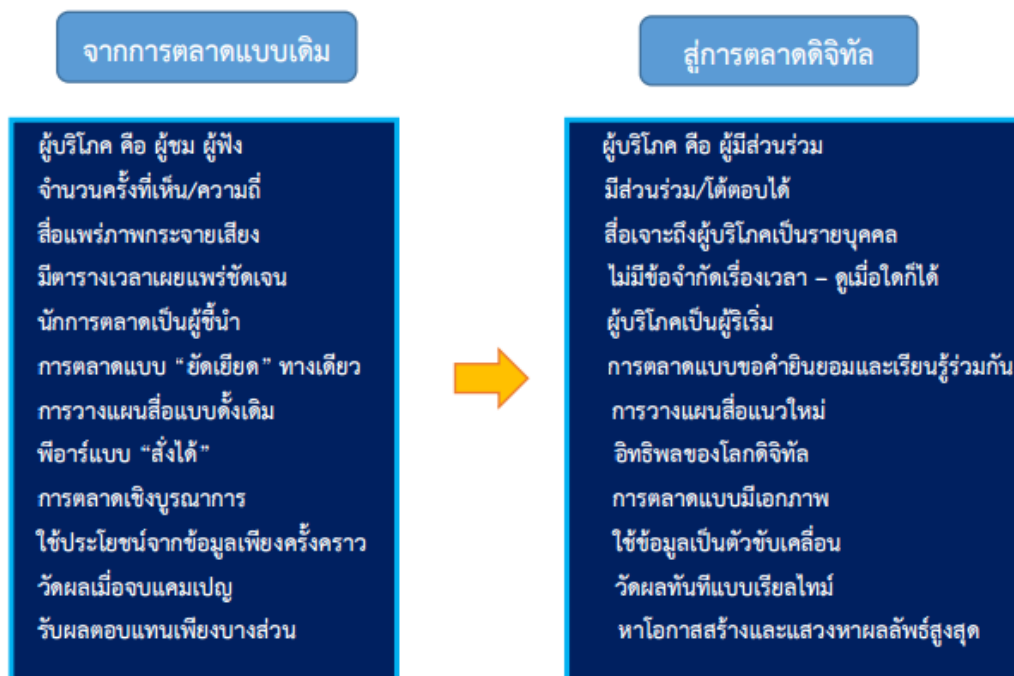 จากการตลาดแบบเดิม
สู่การตลาดดิจิทัล
ผู้บริโภค คือ ผู้ชม ผู้ฟัง
จำนวนครั้งที่เห็น/ความถี่
สื่อแพร่ภาพกระจายเสียง
มีตารางเวลาเผยแพร่ชัดเจน
นักการตลาดเป็นผู้ชี้นำ
การตลาดแบบ “ยัดเยียด” ทางเดียว
การวางแผนสื่อแบบดั้งเดิม
พีอาร์แบบ “สั่งได้”
การตลาดเชิงบูรณาการ
ใช้ประโยชน์จากข้อมูลเพียงครั้งคราว
วัดผลเมื่อจบแคมเปญ
รับผลตอบแทนเพียงบางส่วน
ผู้บริโภค คือ ผู้มีส่วนร่วม
มีส่วนร่วม/โต้ตอบได้
สื่อเจาะถึงผู้บริโภคเป็นรายบุคคล
ไม่มีข้อจำกัดเรื่องเวลา – ดูเมื่อใดก็ได้
ผู้บริโภคเป็นผู้ริเริ่ม
การตลาดแบบขอคำยินยอมและเรียนรู้ร่วมกัน
การวางแผนสื่อแนวใหม่
อิทธิพลของโลกดิจิทัล
การตลาดแบบมีเอกภาพ
ใช้ข้อมูลเป็นตัวขับเคลื่อน
วัดผลทันทีแบบเรียลไทม์
หาโอกาสสร้างและแสวงหาผลลัพธ์สูงสุด